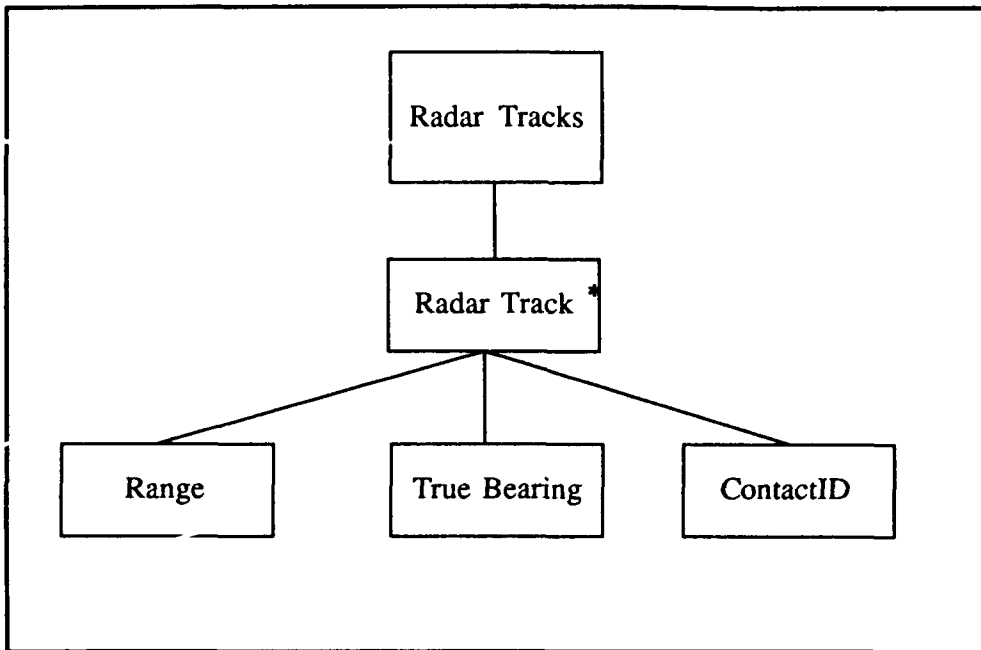 Radar Tracks
Radar Track *
Range
True Bearing
ContactID